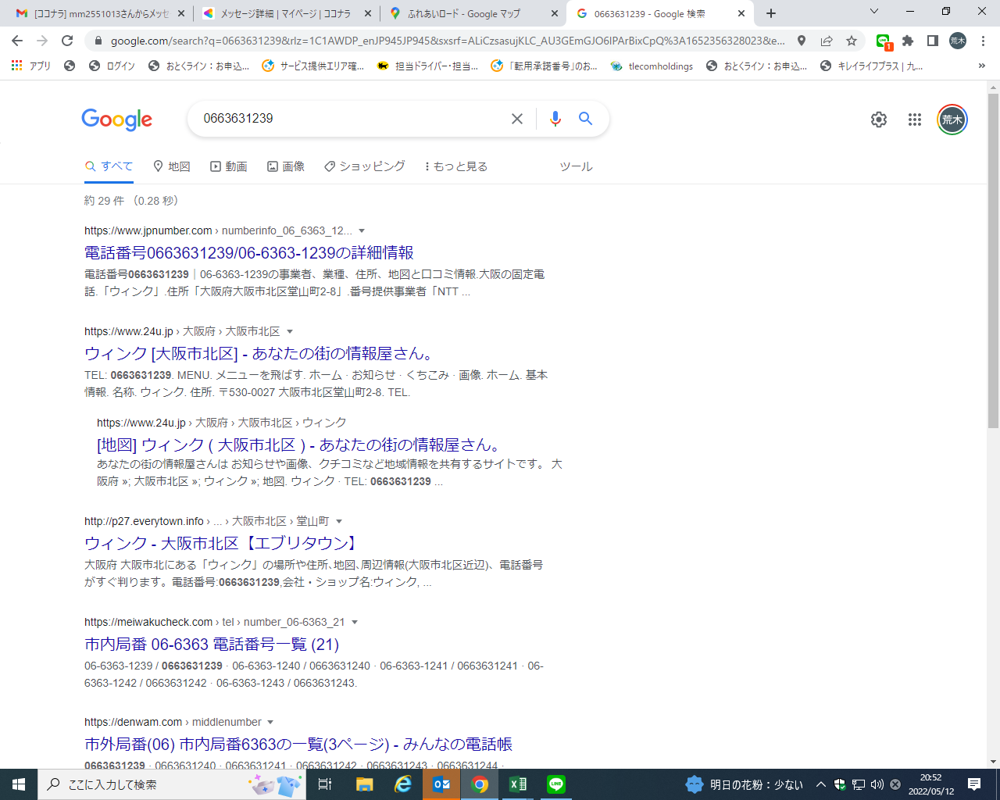 [ココナラ] mm2551013さんからメッセ
メッセージ詳細 | マイページ | ココナラ
ふれあいロード - Google マップ
0663631239 - Google 検索
google.com/search?q=0663631239&rlz=1C1AWDP_enJP945JP945&sxsrf=ALiCzsasujKLC_AU3GEmGJO6IPArBixCpQ%3A1652356328023&e...
1
荒木
アプリ
ログイン
おとくライン：お申込...
サービス提供エリア確...
担当ドライバー・担当...
「転用承諾番号」のお...
tlecomholdings
おとくライン：お申込...
キレイライフプラス | 九...
»
Google
0663631239
荒木
すべて
地図
動画
画像
ショッピング
もっと見る
ツール
約 29 件 （0.28 秒）
https://www.jpnumber.com › numberinfo_06_6363_12...
電話番号0663631239/06-6363-1239の詳細情報
電話番号0663631239｜06-6363-1239の事業者、業種、住所、地図と口コミ情報.大阪の固定電
話.「ウィンク」.住所「大阪府大阪市北区堂山町2-8」.番号提供事業者「NTT ...
https://www.24u.jp › 大阪府 › 大阪市北区
ウィンク [大阪市北区] - あなたの街の情報屋さん。
TEL: 0663631239. MENU. メニューを飛ばす. ホーム · お知らせ · くちこみ · 画像. ホーム. 基本
情報. 名称. ウィンク. 住所. 〒530-0027 大阪市北区堂山町2-8. TEL.
https://www.24u.jp › 大阪府 › 大阪市北区 › ウィンク
[地図] ウィンク ( 大阪市北区 ) - あなたの街の情報屋さん。
あなたの街の情報屋さんは お知らせや画像、クチコミなど地域情報を共有するサイトです。 大
阪府 »; 大阪市北区 »; ウィンク »; 地図. ウィンク · TEL: 0663631239 ...
http://p27.everytown.info › ... › 大阪市北区 › 堂山町
ウィンク - 大阪市北区【エブリタウン】
大阪府 大阪市北にある「ウィンク」の場所や住所､地図､周辺情報(大阪市北区近辺)、電話番号
がすぐ判ります。電話番号:0663631239,会社・ショップ名:ウィンク, ...
https://meiwakucheck.com › tel › number_06-6363_21
市内局番 06-6363 電話番号一覧 (21)
06-6363-1239 / 0663631239 · 06-6363-1240 / 0663631240 · 06-6363-1241 / 0663631241 · 06-
6363-1242 / 0663631242 · 06-6363-1243 / 0663631243.
https://denwam.com › middlenumber
市外局番(06) 市内局番6363の一覧(3ページ) - みんなの電話帳
0663631239 · 0663631240 · 0663631241 · 0663631242 · 0663631243 · 0663631244 ·
ここに入力して検索
明日の花粉：少ない
20:52
2022/05/12